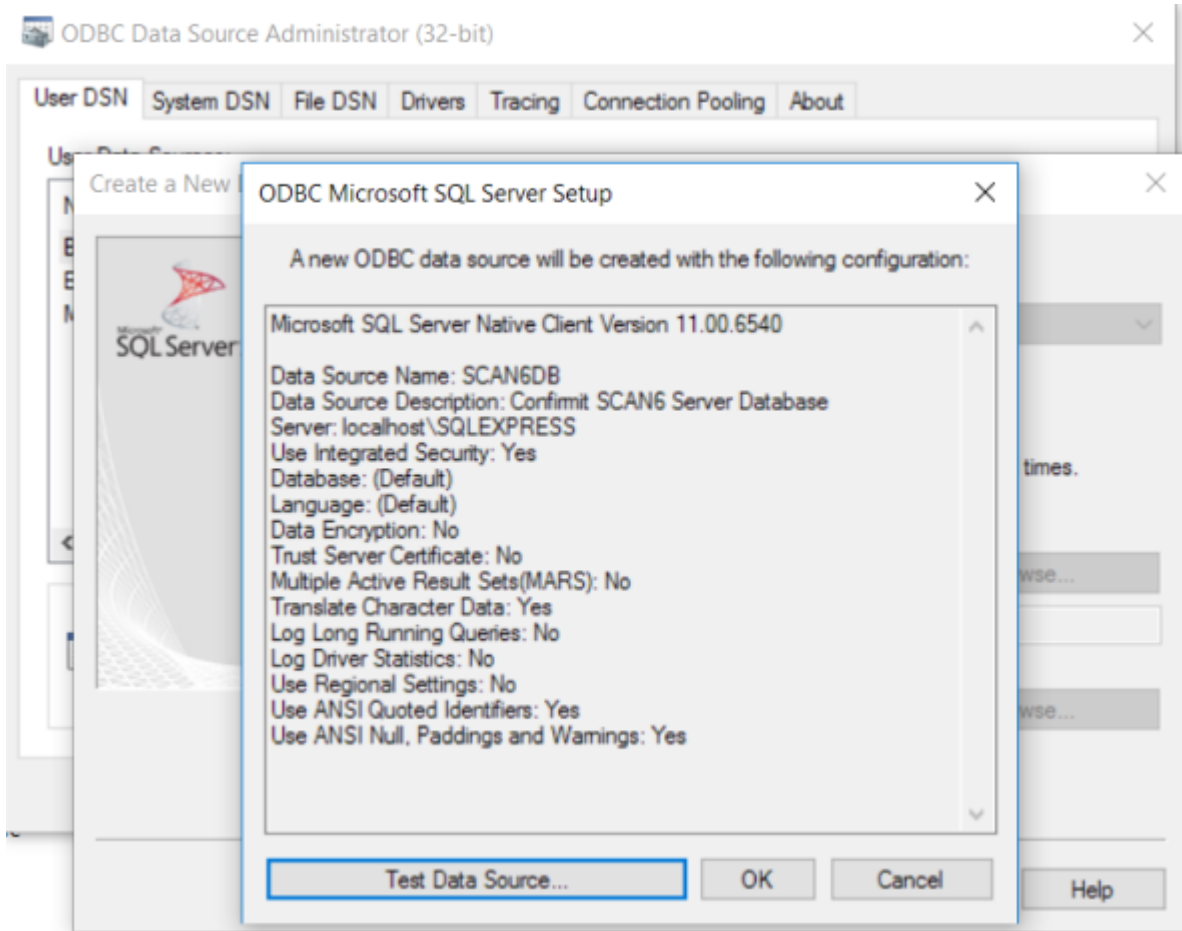 ODBC Data Source Administrator (32-bit)
User DSN System DSN File DSN Drivers Tracing Connection Pooling About
Create a New
ODBC Microsoft SQL Server Setup
A new ODBC data source will be created with the following configuration:
Microsoft SQL Server Native Client Version 11.00.6540
Data Source Name: SCAN6DB
Data Source Description: Confirmit SCAN6 Server Database
Server: localhost\SQLEXPRESS
Use Integrated Security: Yes
Database: (Default)
Language: (Default)
Data Encryption: No
Trust Server Certificate: No
Multiple Active Result Sets(MARS): No
Translate Character Data: Yes
Log Long Running Queries: No
Log Driver Statistics: No
Use Regional Settings: No
Use ANSI Quoted Identifiers: Yes
Use ANSI Null, Paddings and Warnings: Yes
Microsoft
SQL Server
times.
wse...
wse...
Test Data Source... OK Cancel
Help